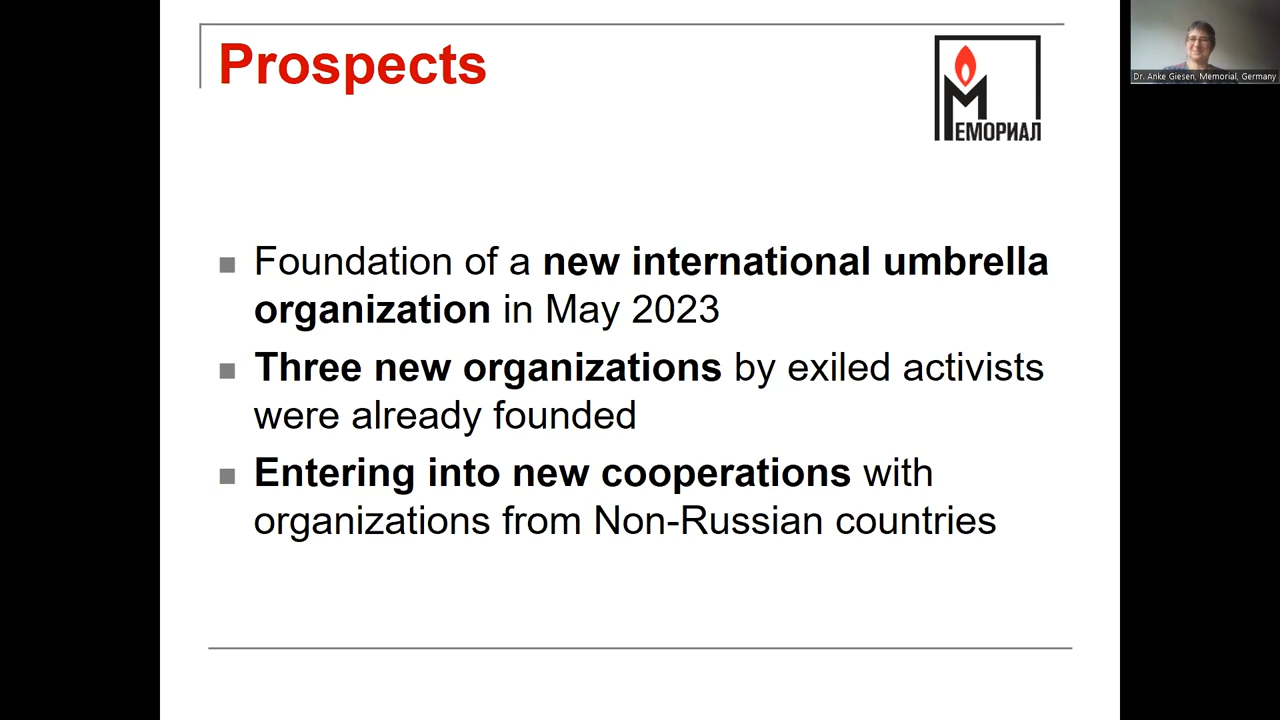 Prospects
МЕМОРИАЛ
Dr. Anke Giesen, Memorial, Germany
Foundation of a new international umbrella
organization in May 2023
Three new organizations by exiled activists
were already founded
Entering into new cooperations with
organizations from Non-Russian countries